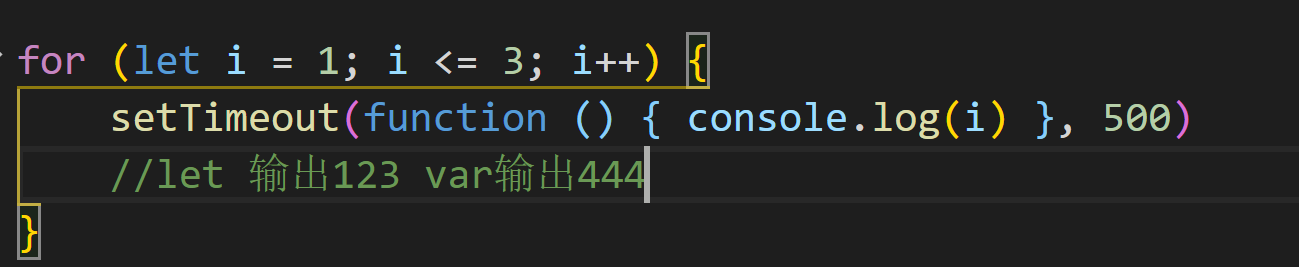 for (let i = 1; i <= 3; i++) {
    setTimeout(function () { console.log(i) }, 500)
    //let 输出123 var输出444
}